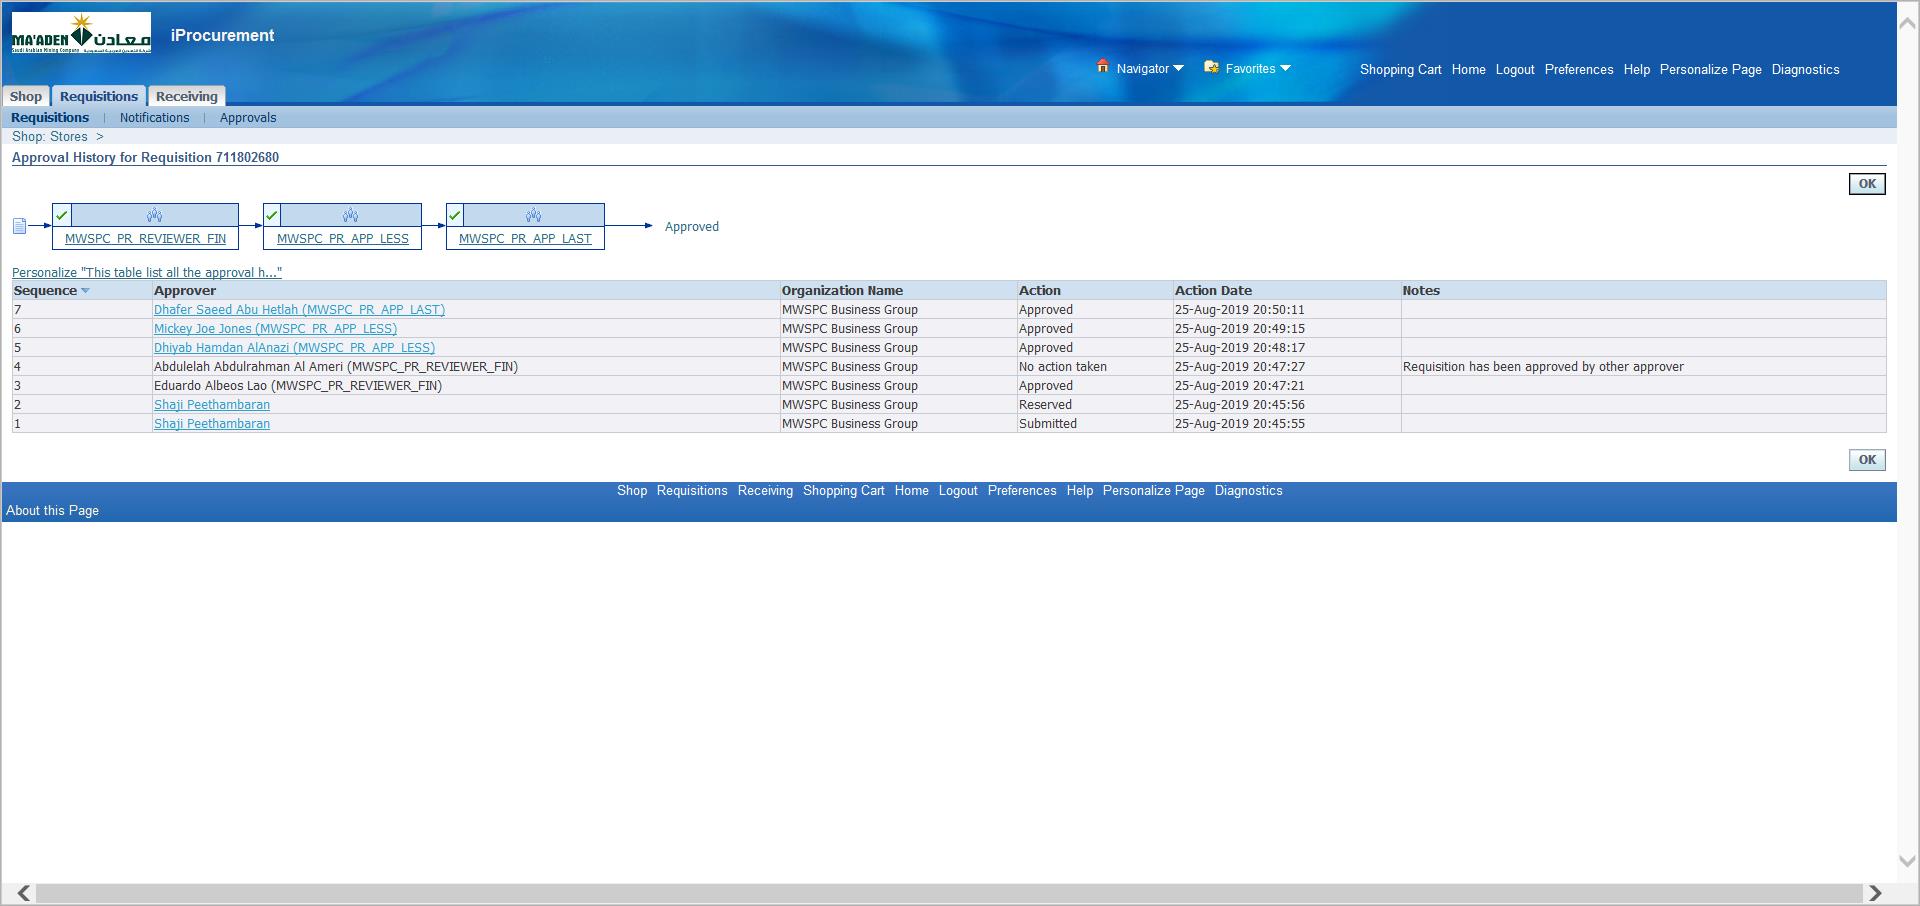 MA'ADEN معادن
Saudi Arabian Mining Company
iProcurement
Navigator Favorites Shopping Cart Home Logout Preferences Help Personalize Page Diagnostics
Shop Requisitions Receiving
Requisitions | Notifications | Approvals
Shop: Stores >
Approval History for Requisition 711802680
OK
MWSPC_PR_REVIEWER_FIN MWSPC_PR_APP_LESS MWSPC_PR_APP_LAST Approved
Personalize "This table list all the approval h..."
Sequence Approver Organization Name Action Action Date Notes
7 Dhafer Saeed Abu Hetlah (MWSPC_PR_APP_LAST) MWSPC Business Group Approved 25-Aug-2019 20:50:11
6 Mickey Joe Jones (MWSPC_PR_APP_LESS) MWSPC Business Group Approved 25-Aug-2019 20:49:15
5 Dhiyab Hamdan AlAnazi (MWSPC_PR_APP_LESS) MWSPC Business Group Approved 25-Aug-2019 20:48:17
4 Abdulelah Abdulrahman Al Ameri (MWSPC_PR_REVIEWER_FIN) MWSPC Business Group No action taken 25-Aug-2019 20:47:27 Requisition has been approved by other approver
3 Eduardo Albeos Lao (MWSPC_PR_REVIEWER_FIN) MWSPC Business Group Approved 25-Aug-2019 20:47:21
2 Shaji Peethambaran MWSPC Business Group Reserved 25-Aug-2019 20:45:56
1 Shaji Peethambaran MWSPC Business Group Submitted 25-Aug-2019 20:45:55
OK
Shop Requisitions Receiving Shopping Cart Home Logout Preferences Help Personalize Page Diagnostics
About this Page